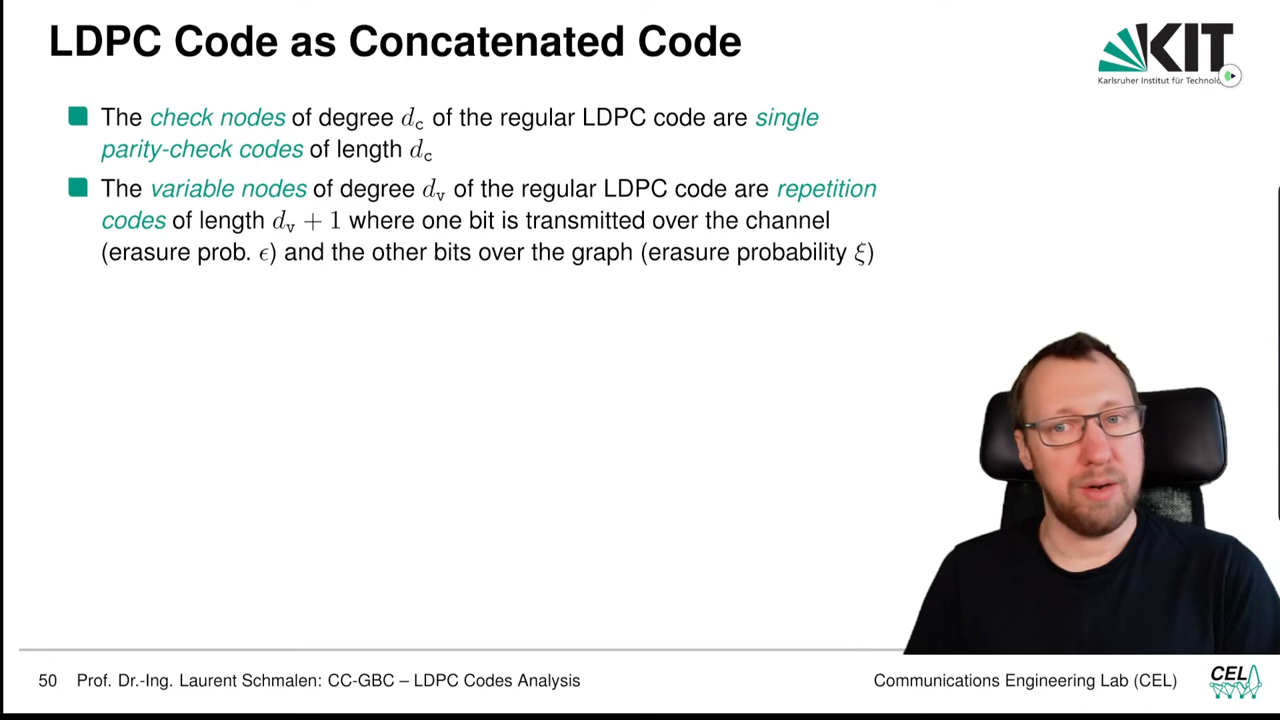 LDPC Code as Concatenated Code
KIT
Karlsruher Institut für Technolo
The check nodes of degree d_c of the regular LDPC code are single
parity-check codes of length d_c
The variable nodes of degree d_v of the regular LDPC code are repetition
codes of length d_v + 1 where one bit is transmitted over the channel
(erasure prob. ϵ) and the other bits over the graph (erasure probability ξ)
50 Prof. Dr.-Ing. Laurent Schmalen: CC-GBC – LDPC Codes Analysis
Communications Engineering Lab (CEL)
CEL